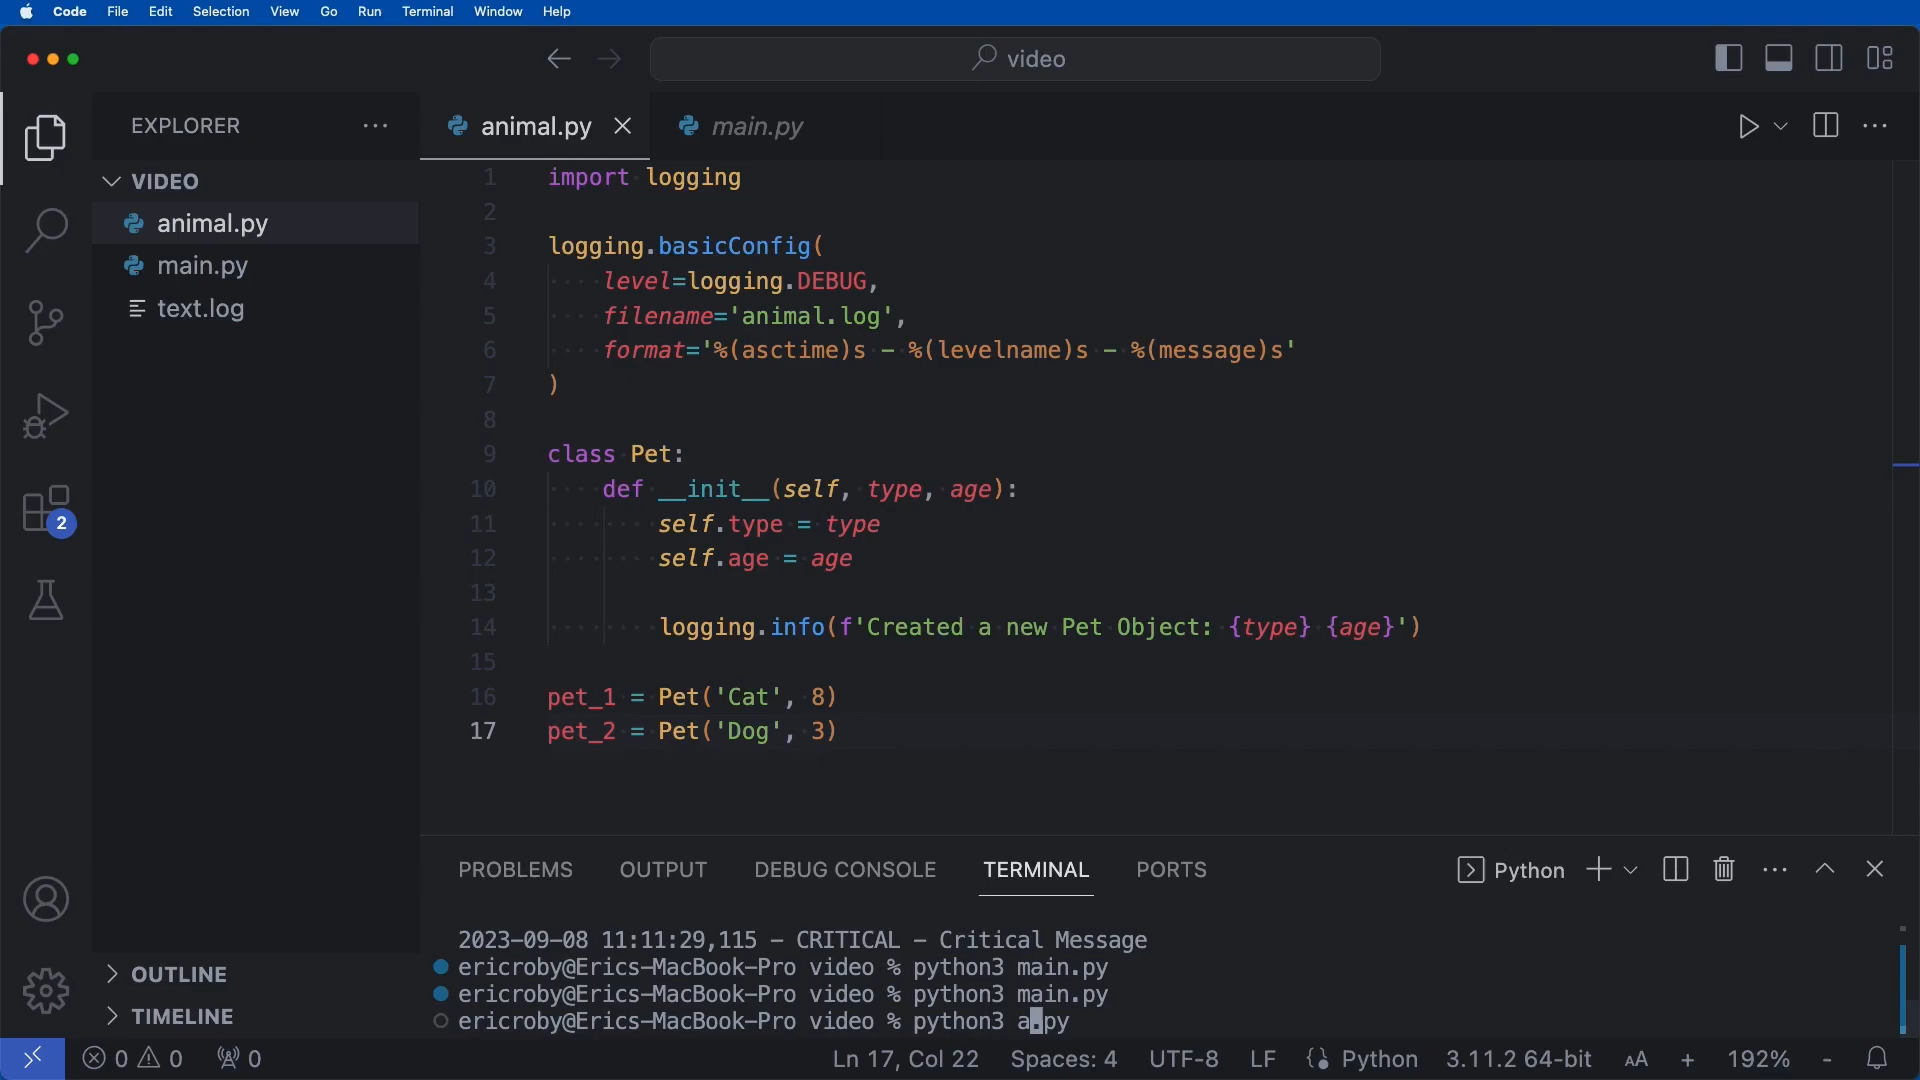 Code File Edit Selection View Go Run Terminal Window Help
video
EXPLORER
animal.py
main.py
VIDEO
animal.py
main.py
text.log
1 import logging
2
3 logging.basicConfig(
4 level=logging.DEBUG,
5 filename='animal.log',
6 format='%(asctime)s - %(levelname)s - %(message)s'
7 )
8
9 class Pet:
10 def __init__(self, type, age):
11 self.type = type
12 self.age = age
13
14 logging.info(f'Created a new Pet Object: {type} {age}')
15
16 pet_1 = Pet('Cat', 8)
17 pet_2 = Pet('Dog', 3)
2
PROBLEMS OUTPUT DEBUG CONSOLE TERMINAL PORTS
Python
2023-09-08 11:11:29,115 - CRITICAL - Critical Message
ericroby@Erics-MacBook-Pro video % python3 main.py
ericroby@Erics-MacBook-Pro video % python3 main.py
ericroby@Erics-MacBook-Pro video % python3 a.py
OUTLINE
TIMELINE
0 0 0
Ln 17, Col 22 Spaces: 4 UTF-8 LF Python 3.11.2 64-bit AA + 192% -